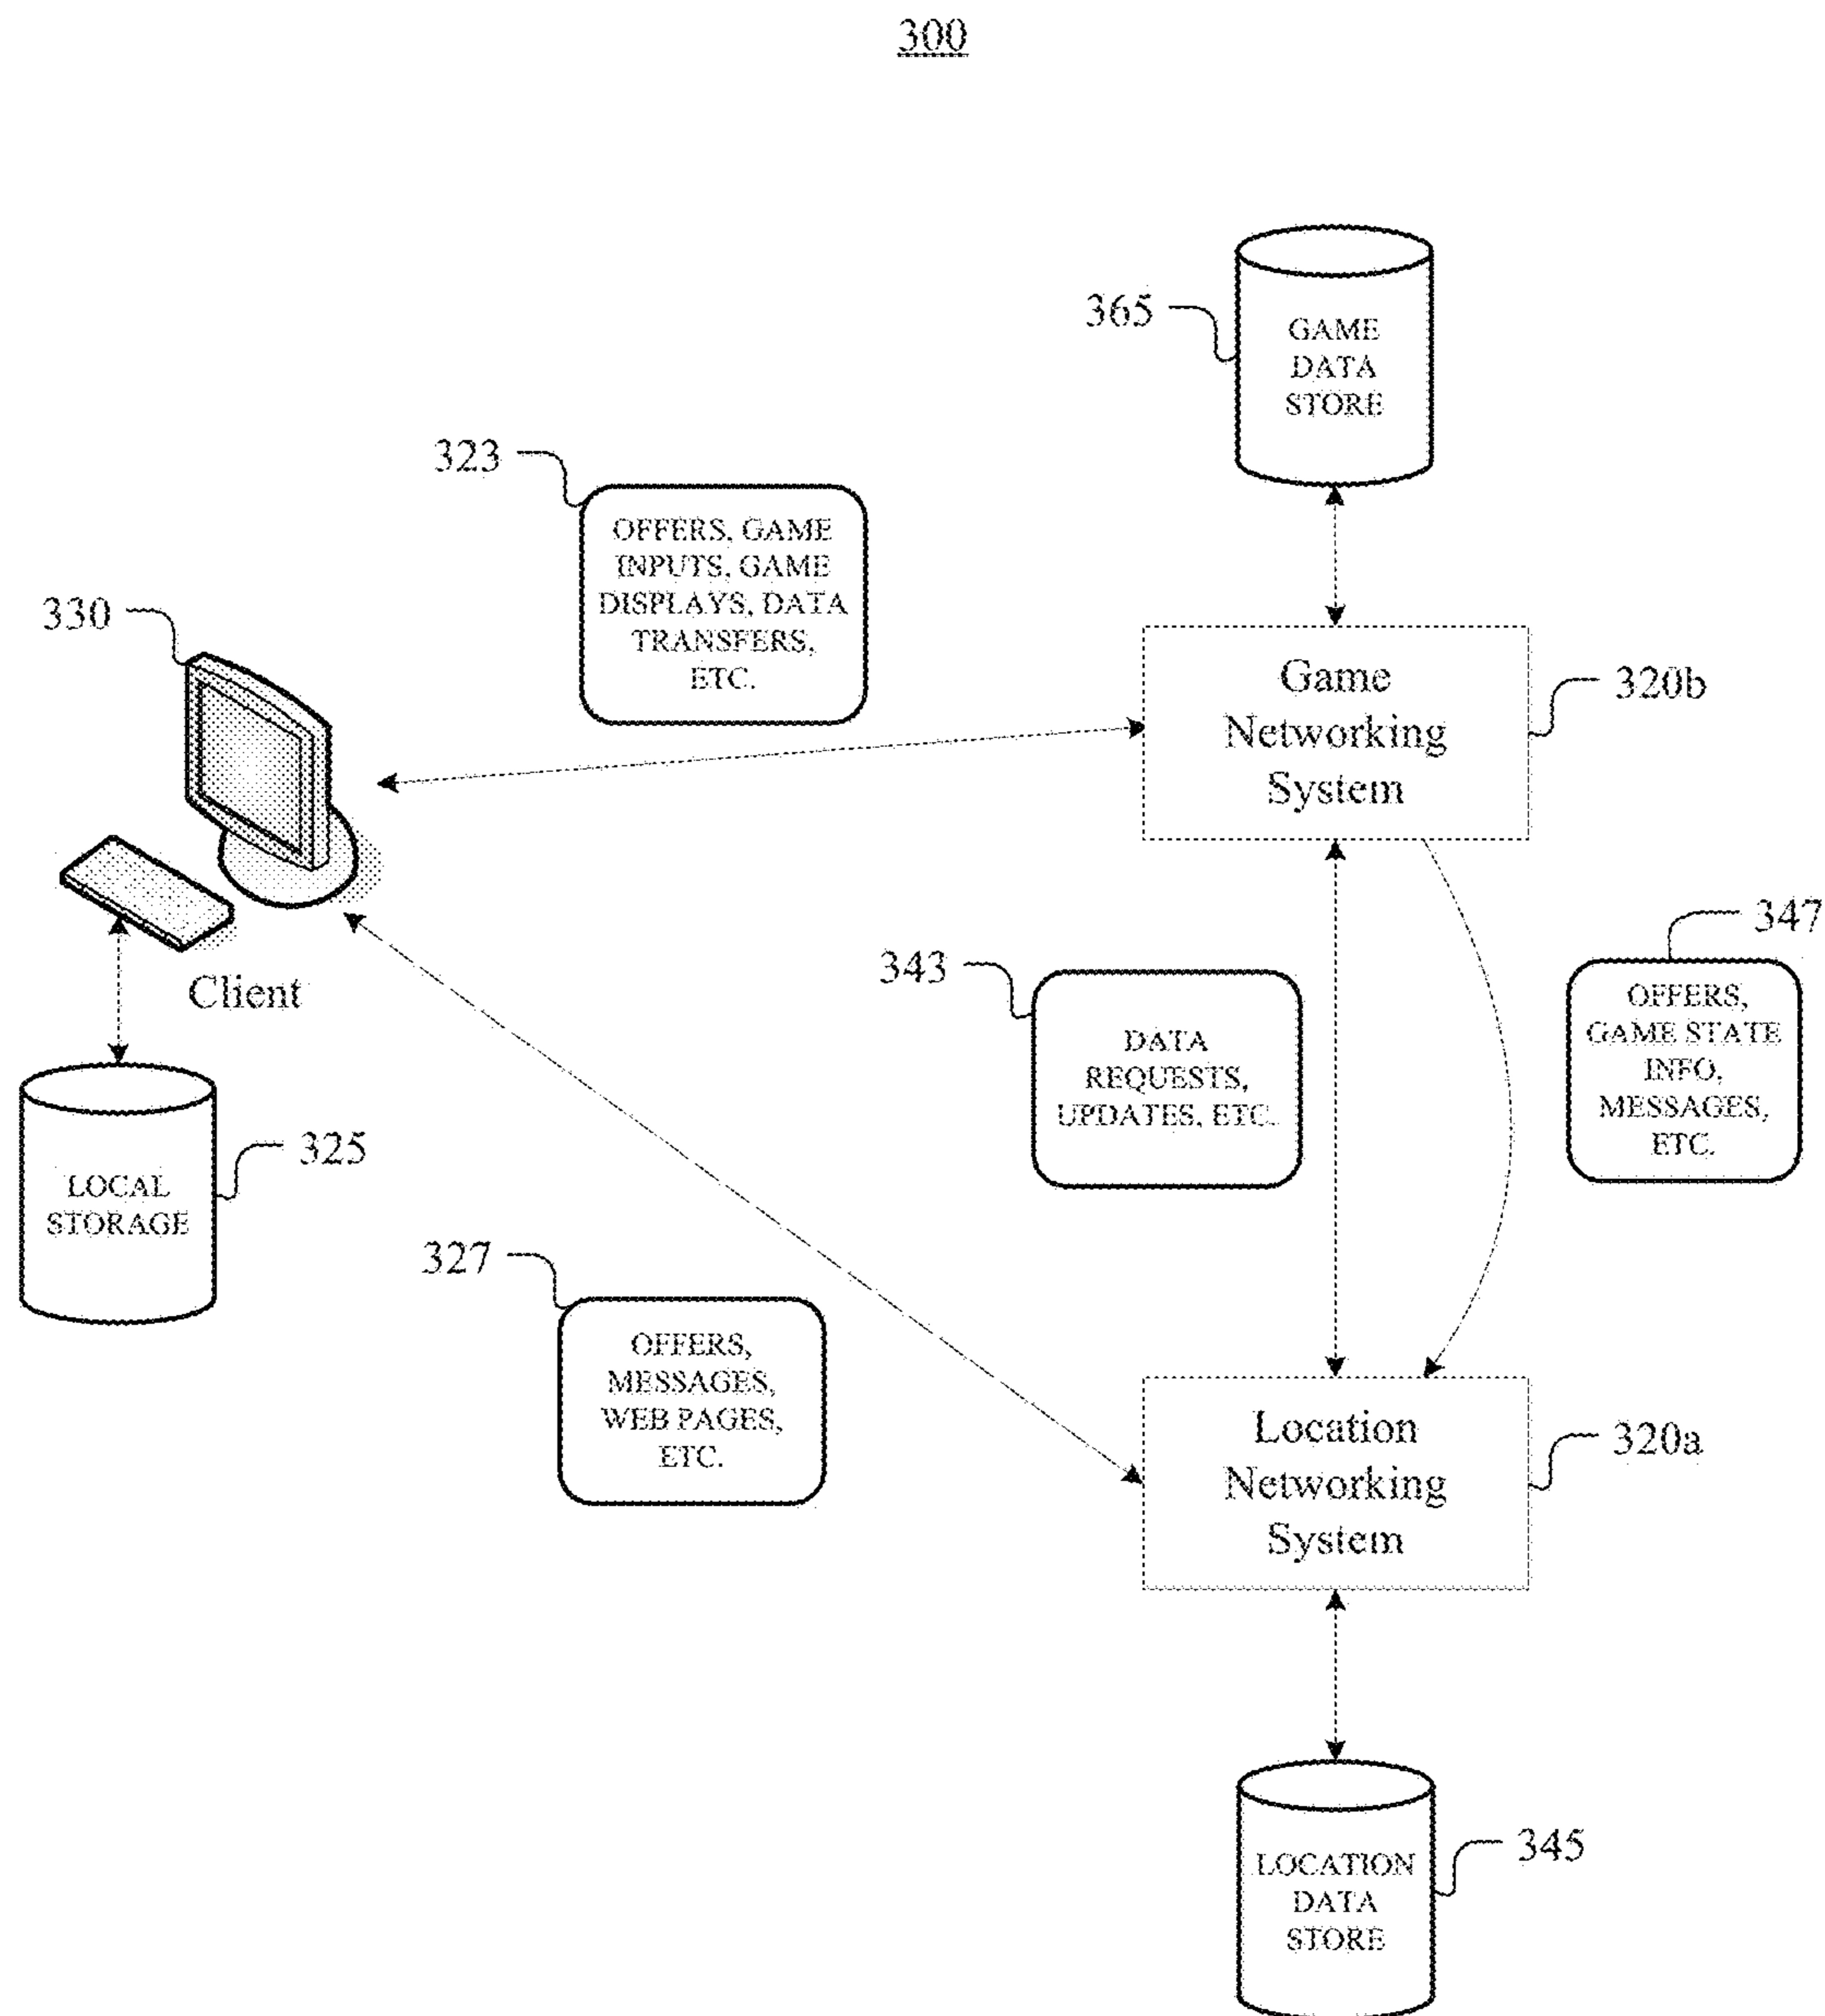 300
365
GAME
DATA
STORE
323
OFFERS, GAME
INPUTS, GAME
DISPLAYS, DATA
TRANSFERS,
ETC.
330
Game
Networking
System
320b
Client
343
DATA
REQUESTS,
UPDATES, ETC.
347
OFFERS,
GAME STATE
INFO,
MESSAGES,
ETC.
LOCAL
STORAGE
325
327
OFFERS,
MESSAGES,
WEB PAGES,
ETC.
Location
Networking
System
320a
LOCATION
DATA
STORE
345